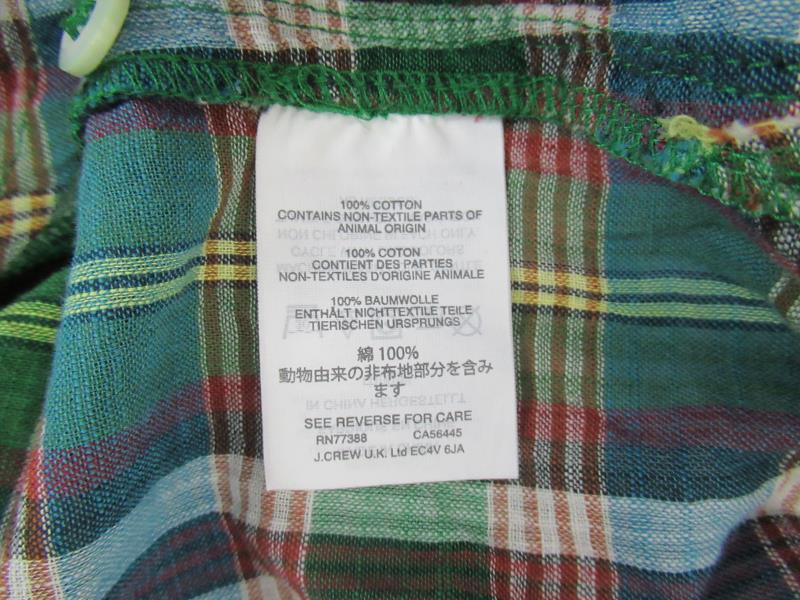 100% COTTON
CONTAINS NON-TEXTILE PARTS OF
ANIMAL ORIGIN
100% COTON
CONTIENT DES PARTIES
NON-TEXTILES D'ORIGINE ANIMALE
100% BAUMWOLLE
ENTHÄLT NICHTTEXTILE TEILE
TIERISCHEN URSPRUNGS
綿 100%
動物由来の非布地部分を含み
ます
SEE REVERSE FOR CARE
RN77388 CA56445
J.CREW U.K. Ltd EC4V 6JA